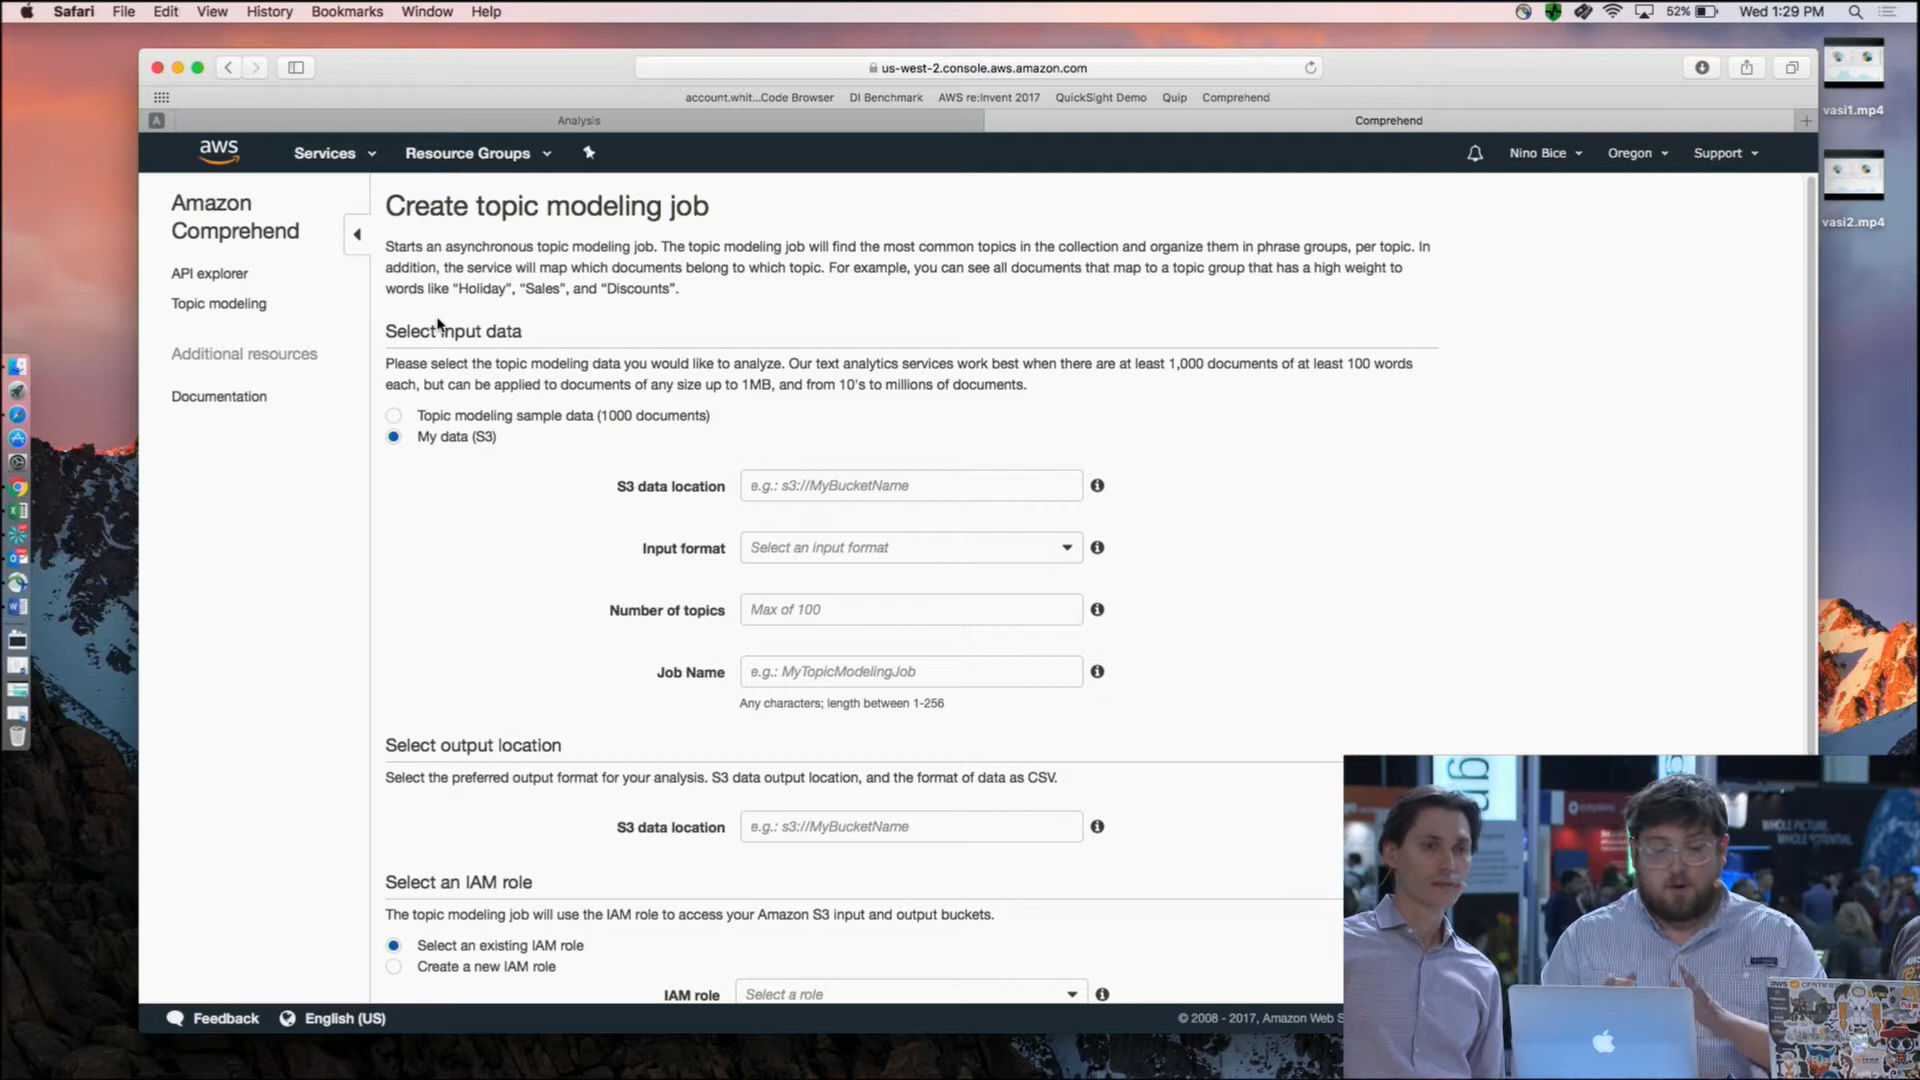 Safari File Edit View History Bookmarks Window Help
52% Wed 1:29 PM
us-west-2.console.aws.amazon.com
account.whit...Code Browser DI Benchmark AWS re:Invent 2017 QuickSight Demo Quip Comprehend
A Analysis Comprehend +
vasi1.mp4
vasi2.mp4
aws Services Resource Groups Nino Bice Oregon Support
Amazon
Comprehend
API explorer
Topic modeling
Additional resources
Documentation
Create topic modeling job
Starts an asynchronous topic modeling job. The topic modeling job will find the most common topics in the collection and organize them in phrase groups, per topic. In
addition, the service will map which documents belong to which topic. For example, you can see all documents that map to a topic group that has a high weight to
words like “Holiday”, “Sales”, and “Discounts”.
Select input data
Please select the topic modeling data you would like to analyze. Our text analytics services work best when there are at least 1,000 documents of at least 100 words
each, but can be applied to documents of any size up to 1MB, and from 10's to millions of documents.
Topic modeling sample data (1000 documents)
My data (S3)
S3 data location e.g.: s3://MyBucketName
Input format Select an input format
Number of topics Max of 100
Job Name e.g.: MyTopicModelingJob
Any characters; length between 1-256
Select output location
Select the preferred output format for your analysis. S3 data output location, and the format of data as CSV.
S3 data location e.g.: s3://MyBucketName
Select an IAM role
The topic modeling job will use the IAM role to access your Amazon S3 input and output buckets.
Select an existing IAM role
Create a new IAM role
IAM role Select a role
Feedback English (US)
© 2008 - 2017, Amazon Web S
WHOLE PICTURE.
WHOLE POTENTIAL.
aws CERTIFIED